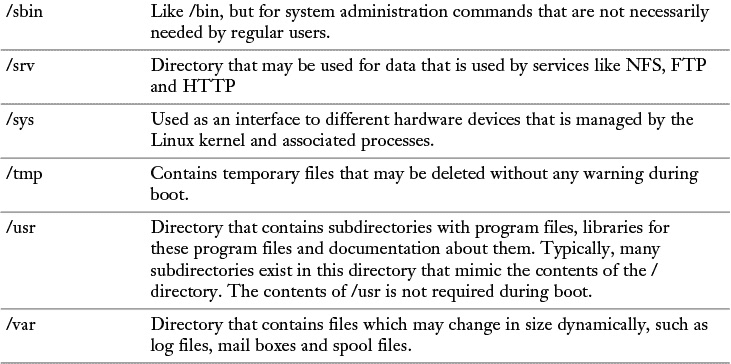 /sbin Like /bin, but for system administration commands that are not necessarily
needed by regular users.
/srv Directory that may be used for data that is used by services like NFS, FTP
and HTTP
/sys Used as an interface to different hardware devices that is managed by the
Linux kernel and associated processes.
/tmp Contains temporary files that may be deleted without any warning during
boot.
/usr Directory that contains subdirectories with program files, libraries for
these program files and documentation about them. Typically, many
subdirectories exist in this directory that mimic the contents of the /
directory. The contents of /usr is not required during boot.
/var Directory that contains files which may change in size dynamically, such as
log files, mail boxes and spool files.